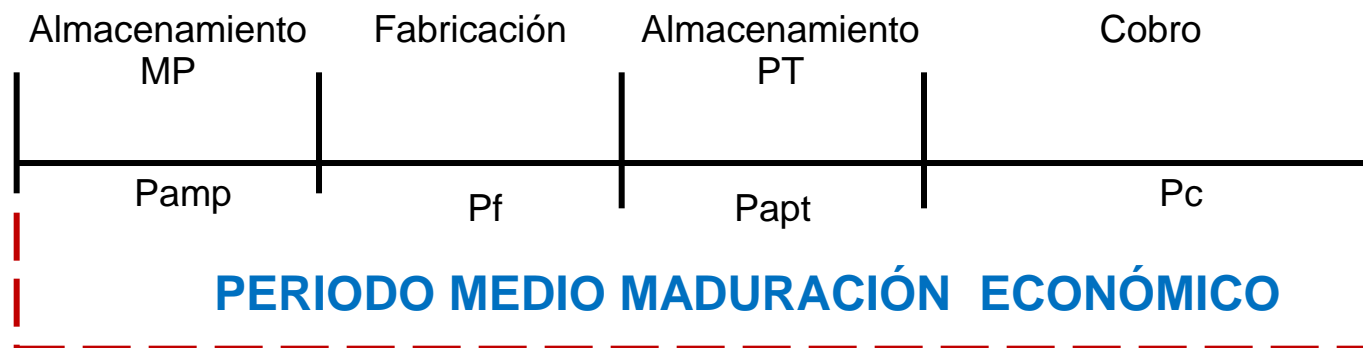 Almacenamiento MP
Fabricación
Almacenamiento PT
Cobro
Pamp
Pf
Papt
Pc
PERIODO MEDIO MADURACIÓN ECONÓMICO